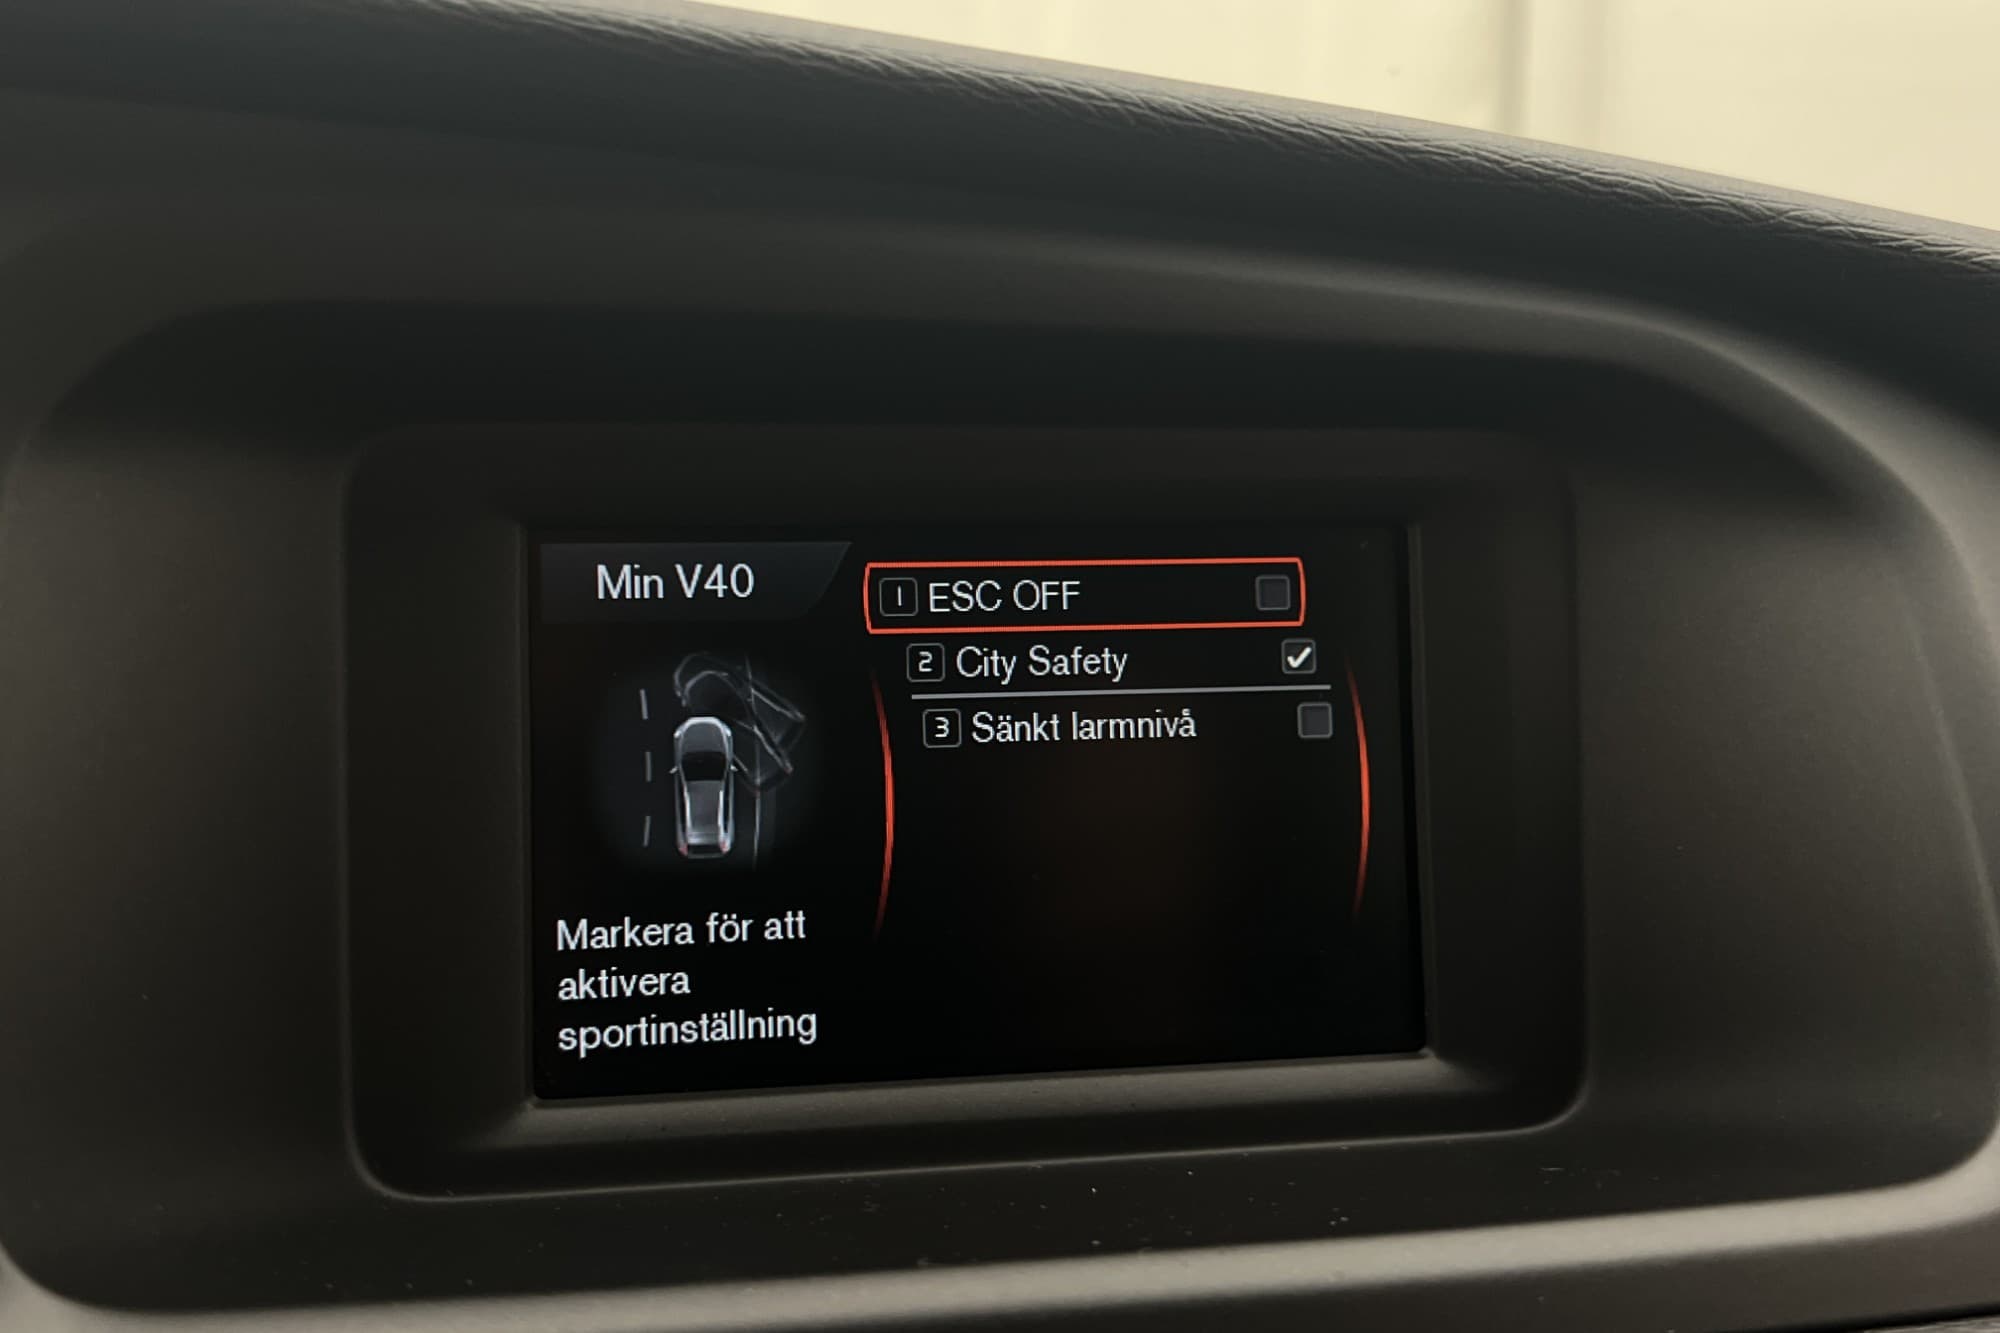 Min V40
1 ESC OFF
2 City Safety
3 Sänkt larmnivå
Markera för att
aktivera
sportinställning